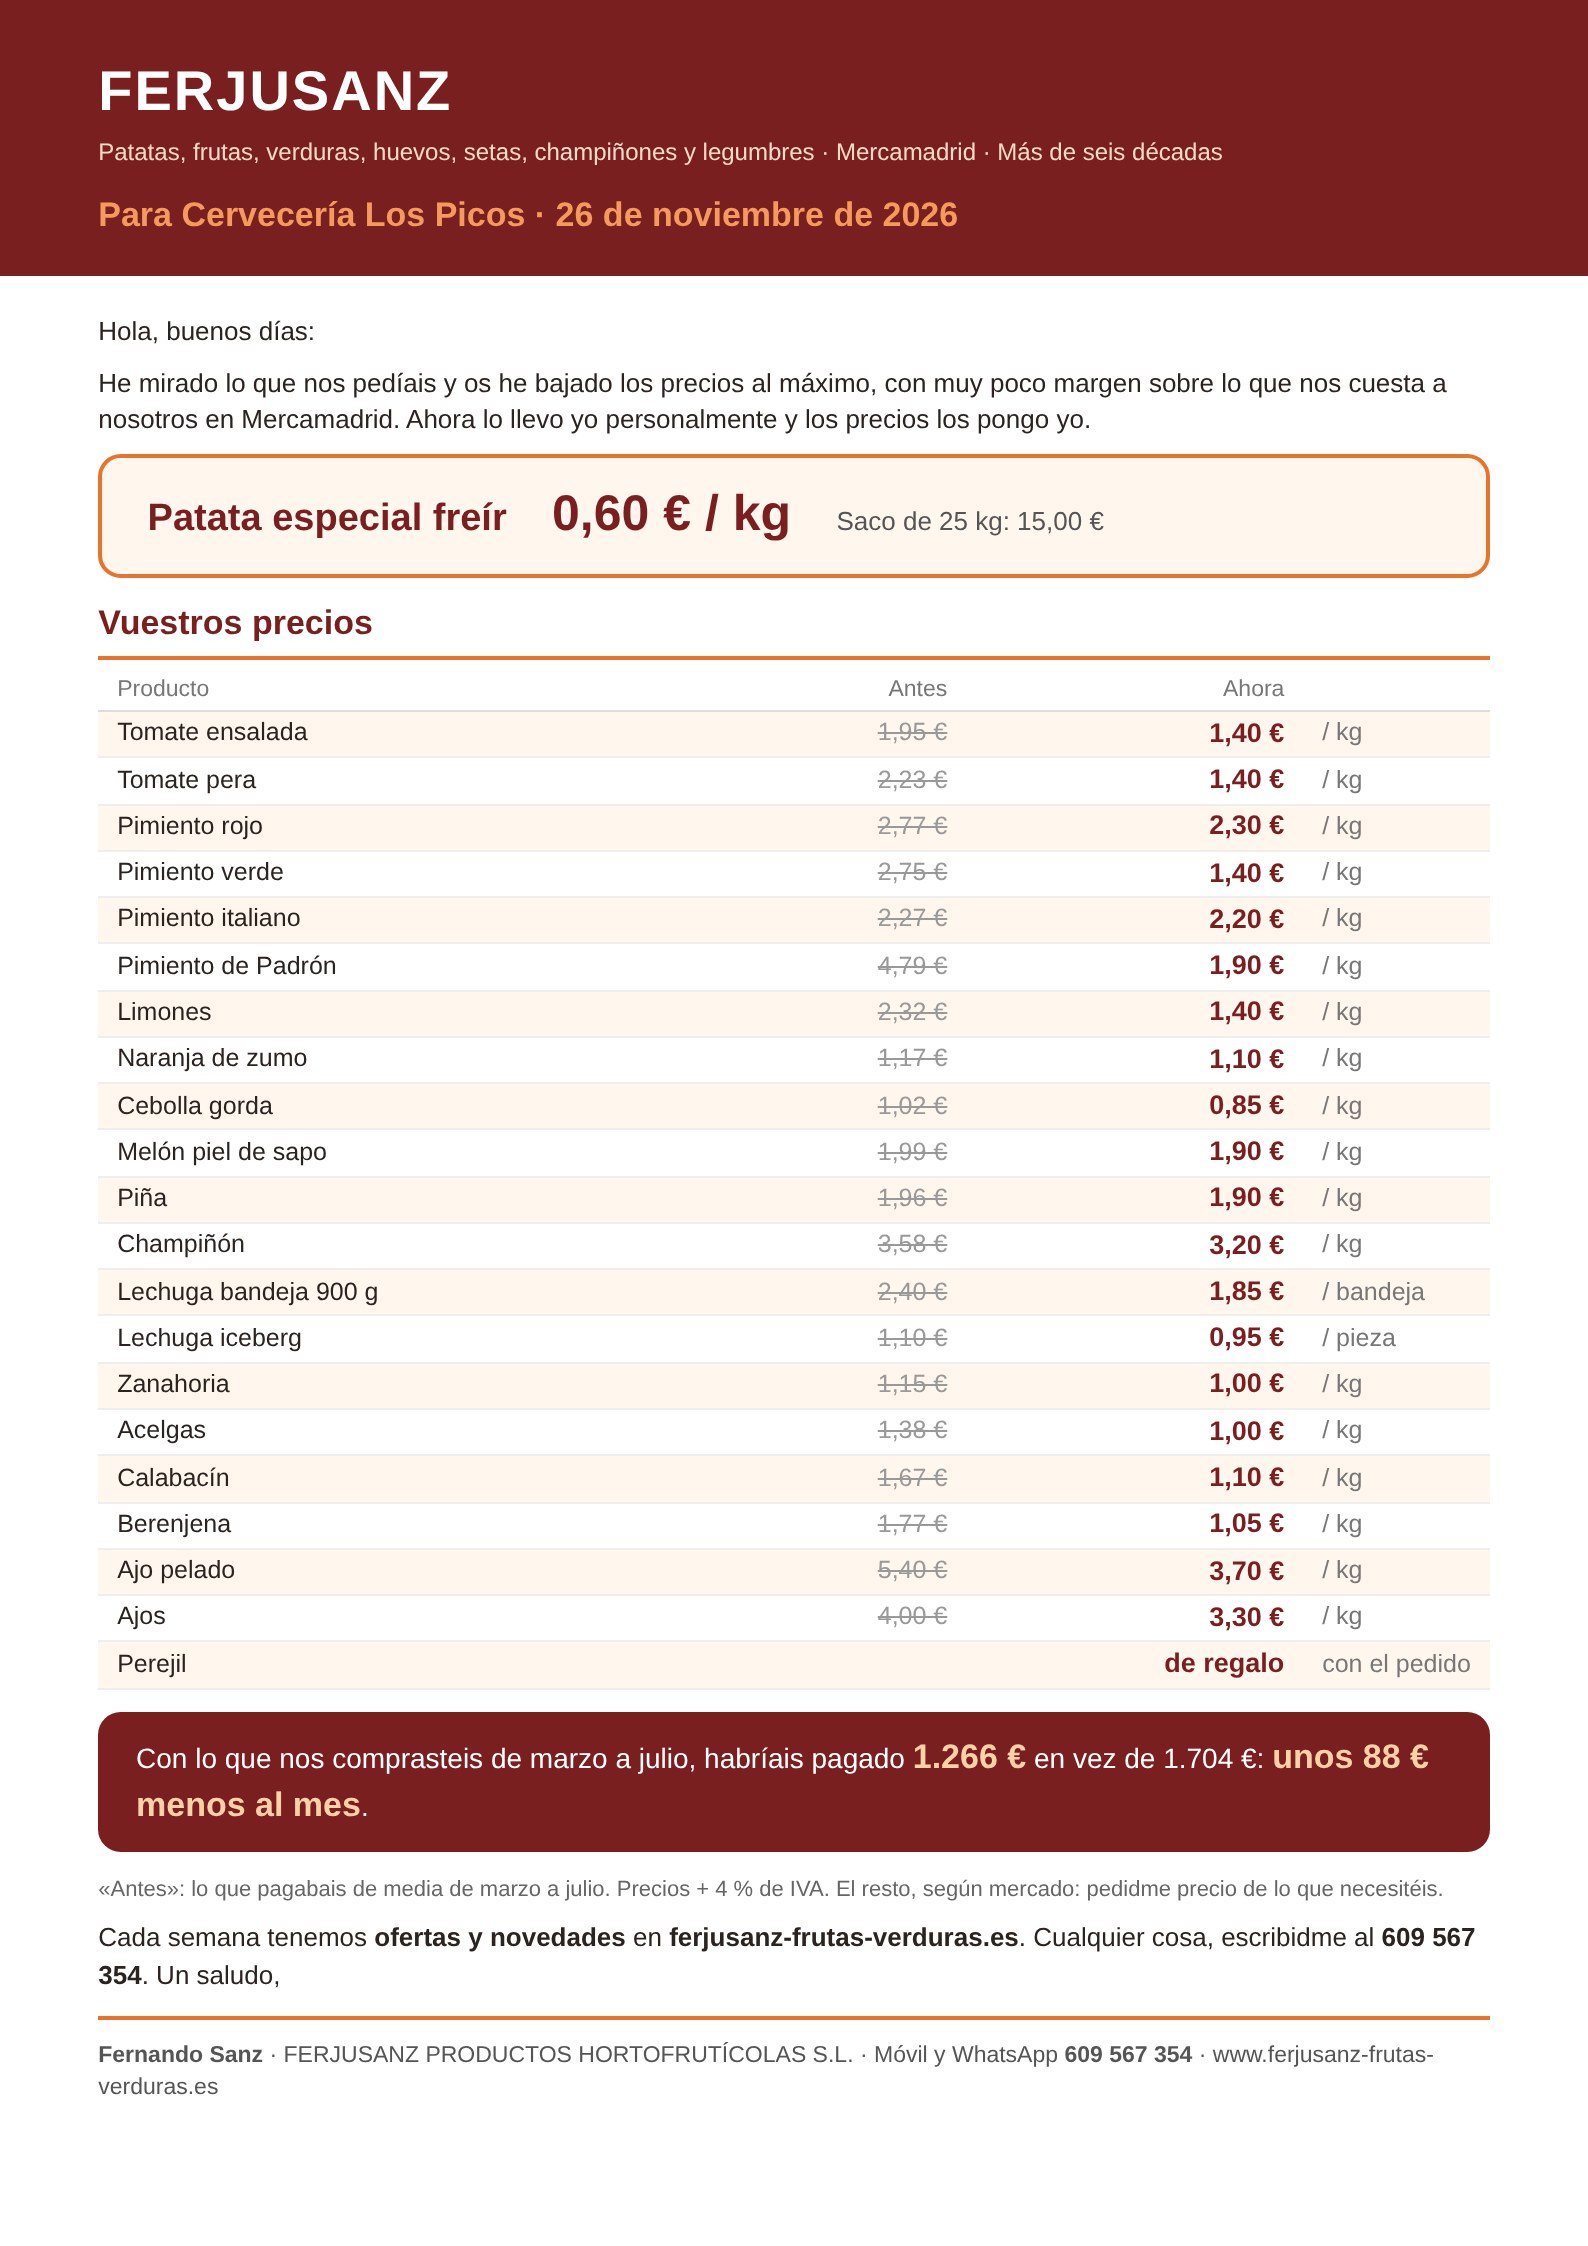 FERJUSANZ
Patatas, frutas, verduras, huevos, setas, champiñones y legumbres · Mercamadrid · Más de seis décadas
Para Cervecería Los Picos · 26 de noviembre de 2026
Hola, buenos días:
He mirado lo que nos pedíais y os he bajado los precios al máximo, con muy poco margen sobre lo que nos cuesta a
nosotros en Mercamadrid. Ahora lo llevo yo personalmente y los precios los pongo yo.
Patata especial freír 0,60 € / kg Saco de 25 kg: 15,00 €
Vuestros precios
Producto Antes Ahora
Tomate ensalada 1,95 € 1,40 € / kg
Tomate pera 2,23 € 1,40 € / kg
Pimiento rojo 2,77 € 2,30 € / kg
Pimiento verde 2,75 € 1,40 € / kg
Pimiento italiano 2,27 € 2,20 € / kg
Pimiento de Padrón 4,79 € 1,90 € / kg
Limones 2,32 € 1,40 € / kg
Naranja de zumo 1,17 € 1,10 € / kg
Cebolla gorda 1,02 € 0,85 € / kg
Melón piel de sapo 1,99 € 1,90 € / kg
Piña 1,96 € 1,90 € / kg
Champiñón 3,58 € 3,20 € / kg
Lechuga bandeja 900 g 2,40 € 1,85 € / bandeja
Lechuga iceberg 1,10 € 0,95 € / pieza
Zanahoria 1,15 € 1,00 € / kg
Acelgas 1,38 € 1,00 € / kg
Calabacín 1,67 € 1,10 € / kg
Berenjena 1,77 € 1,05 € / kg
Ajo pelado 5,40 € 3,70 € / kg
Ajos 4,00 € 3,30 € / kg
Perejil de regalo con el pedido
Con lo que nos comprasteis de marzo a julio, habríais pagado 1.266 € en vez de 1.704 €: unos 88 €
menos al mes.
«Antes»: lo que pagabais de media de marzo a julio. Precios + 4 % de IVA. El resto, según mercado: pedidme precio de lo que necesitéis.
Cada semana tenemos ofertas y novedades en ferjusanz-frutas-verduras.es. Cualquier cosa, escribidme al 609 567
354. Un saludo,
Fernando Sanz · FERJUSANZ PRODUCTOS HORTOFRUTÍCOLAS S.L. · Móvil y WhatsApp 609 567 354 · www.ferjusanz-frutas-
verduras.es